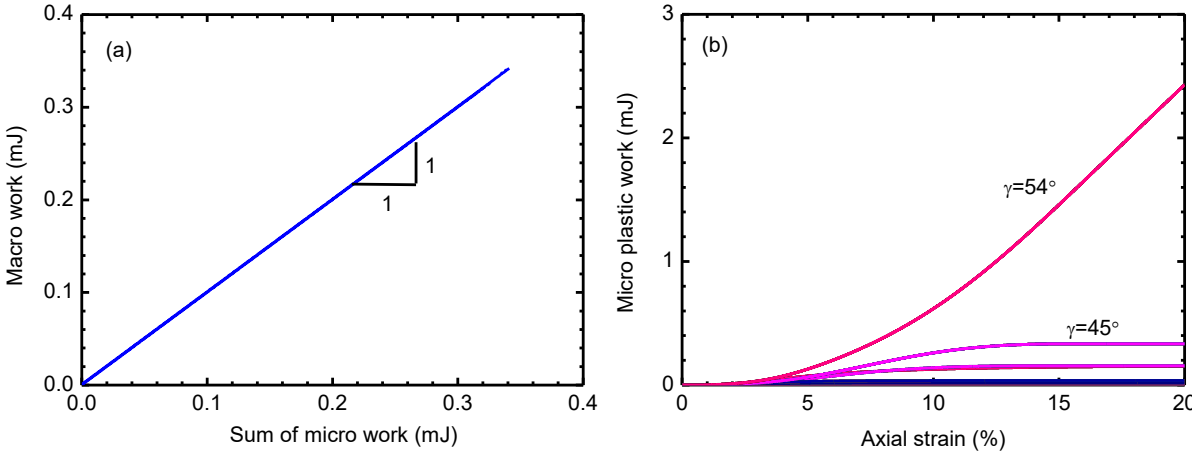 (a)
Macro work (mJ)
0.4
0.3
0.2
0.1
0.0
1
1
0.0 0.1 0.2 0.3 0.4
Sum of micro work (mJ)
(b)
Micro plastic work (mJ)
3
2
1
0
γ=54°
γ=45°
0 5 10 15 20
Axial strain (%)